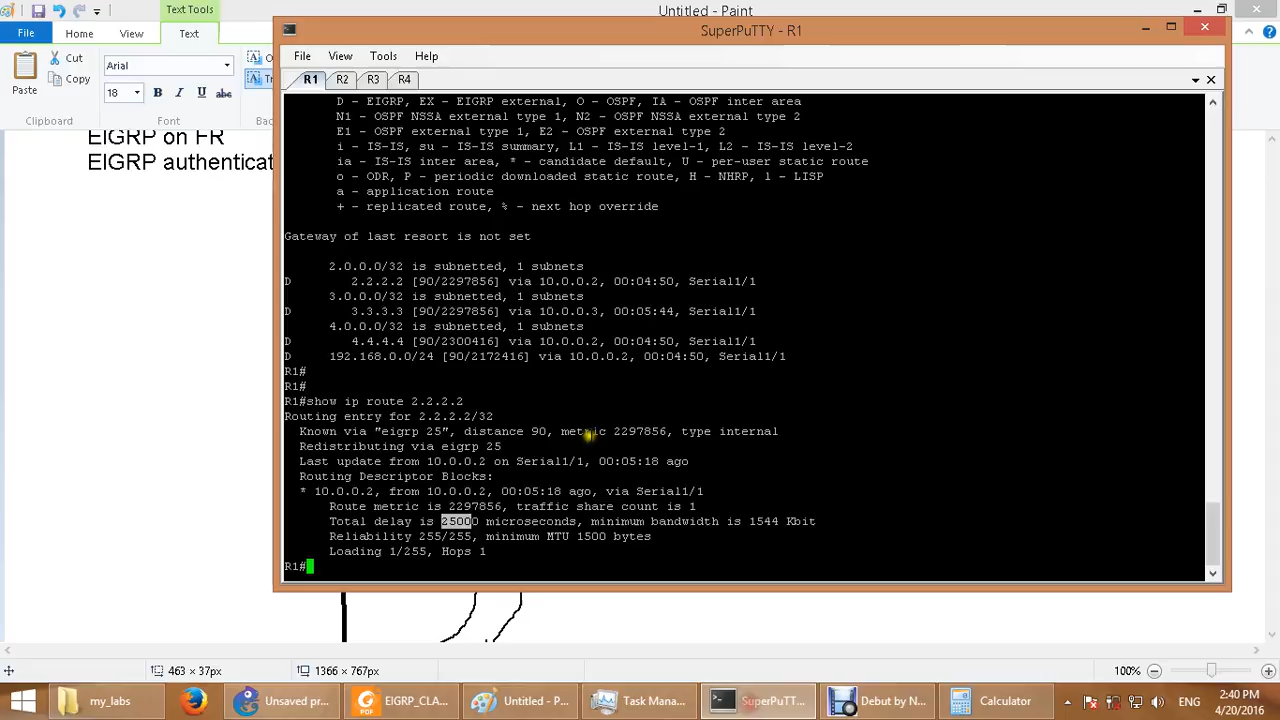 Text Tools
Untitled - Paint
SuperPuTTY - R1
File
Home
View
Text
File
View
Tools
Help
Paste
Cut
Copy
Clipboard
Arial
18
B
I
U
abc
Font
R1
R2
R3
R4
EIGRP on FR
EIGRP authenticat
D - EIGRP, EX - EIGRP external, O - OSPF, IA - OSPF inter area
N1 - OSPF NSSA external type 1, N2 - OSPF NSSA external type 2
E1 - OSPF external type 1, E2 - OSPF external type 2
i - IS-IS, su - IS-IS summary, L1 - IS-IS level-1, L2 - IS-IS level-2
ia - IS-IS inter area, * - candidate default, U - per-user static route
o - ODR, P - periodic downloaded static route, H - NHRP, l - LISP
a - application route
+ - replicated route, % - next hop override
Gateway of last resort is not set
2.0.0.0/32 is subnetted, 1 subnets
D 2.2.2.2 [90/2297856] via 10.0.0.2, 00:04:50, Serial1/1
3.0.0.0/32 is subnetted, 1 subnets
D 3.3.3.3 [90/2297856] via 10.0.0.3, 00:05:44, Serial1/1
4.0.0.0/32 is subnetted, 1 subnets
D 4.4.4.4 [90/2300416] via 10.0.0.2, 00:04:50, Serial1/1
D 192.168.0.0/24 [90/2172416] via 10.0.0.2, 00:04:50, Serial1/1
R1#
R1#
R1#show ip route 2.2.2.2
Routing entry for 2.2.2.2/32
Known via "eigrp 25", distance 90, metric 2297856, type internal
Redistributing via eigrp 25
Last update from 10.0.0.2 on Serial1/1, 00:05:18 ago
Routing Descriptor Blocks:
* 10.0.0.2, from 10.0.0.2, 00:05:18 ago, via Serial1/1
Route metric is 2297856, traffic share count is 1
Total delay is 25000 microseconds, minimum bandwidth is 1544 Kbit
Reliability 255/255, minimum MTU 1500 bytes
Loading 1/255, Hops 1
R1#
463 × 37px
1366 × 767px
100%
my_labs
Unsaved pr...
EIGRP_CLA...
Untitled - P...
Task Mana...
SuperPuTT...
Debut by N...
Calculator
ENG
2:40 PM
4/20/2016